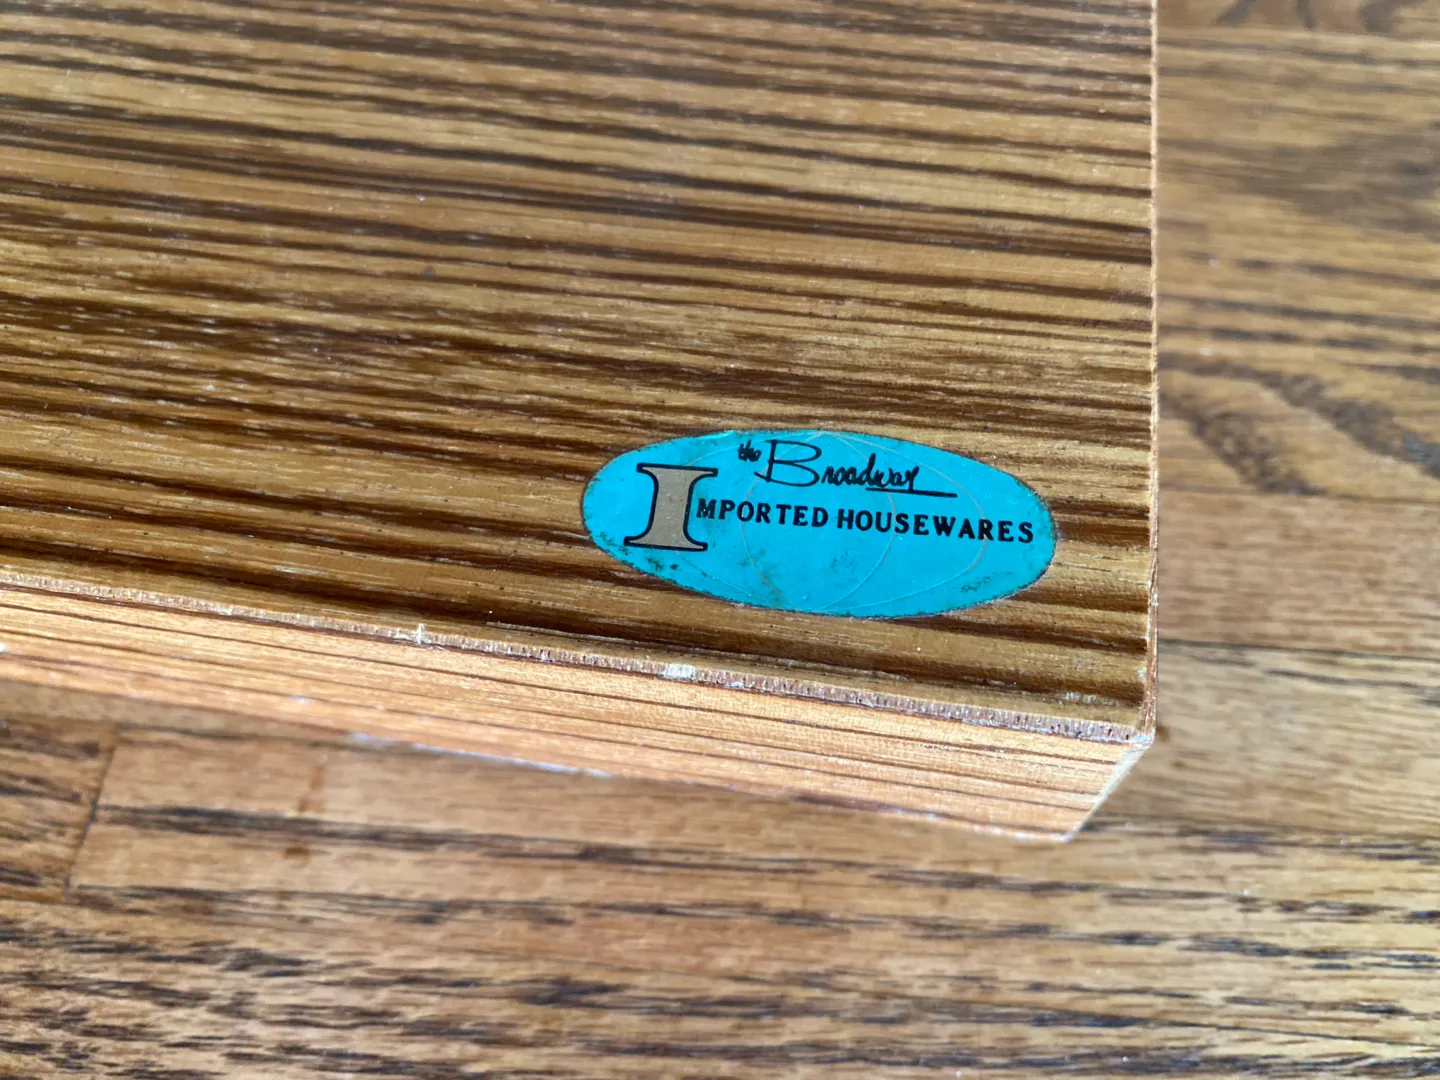 the Broadway
IMPORTED HOUSEWARES